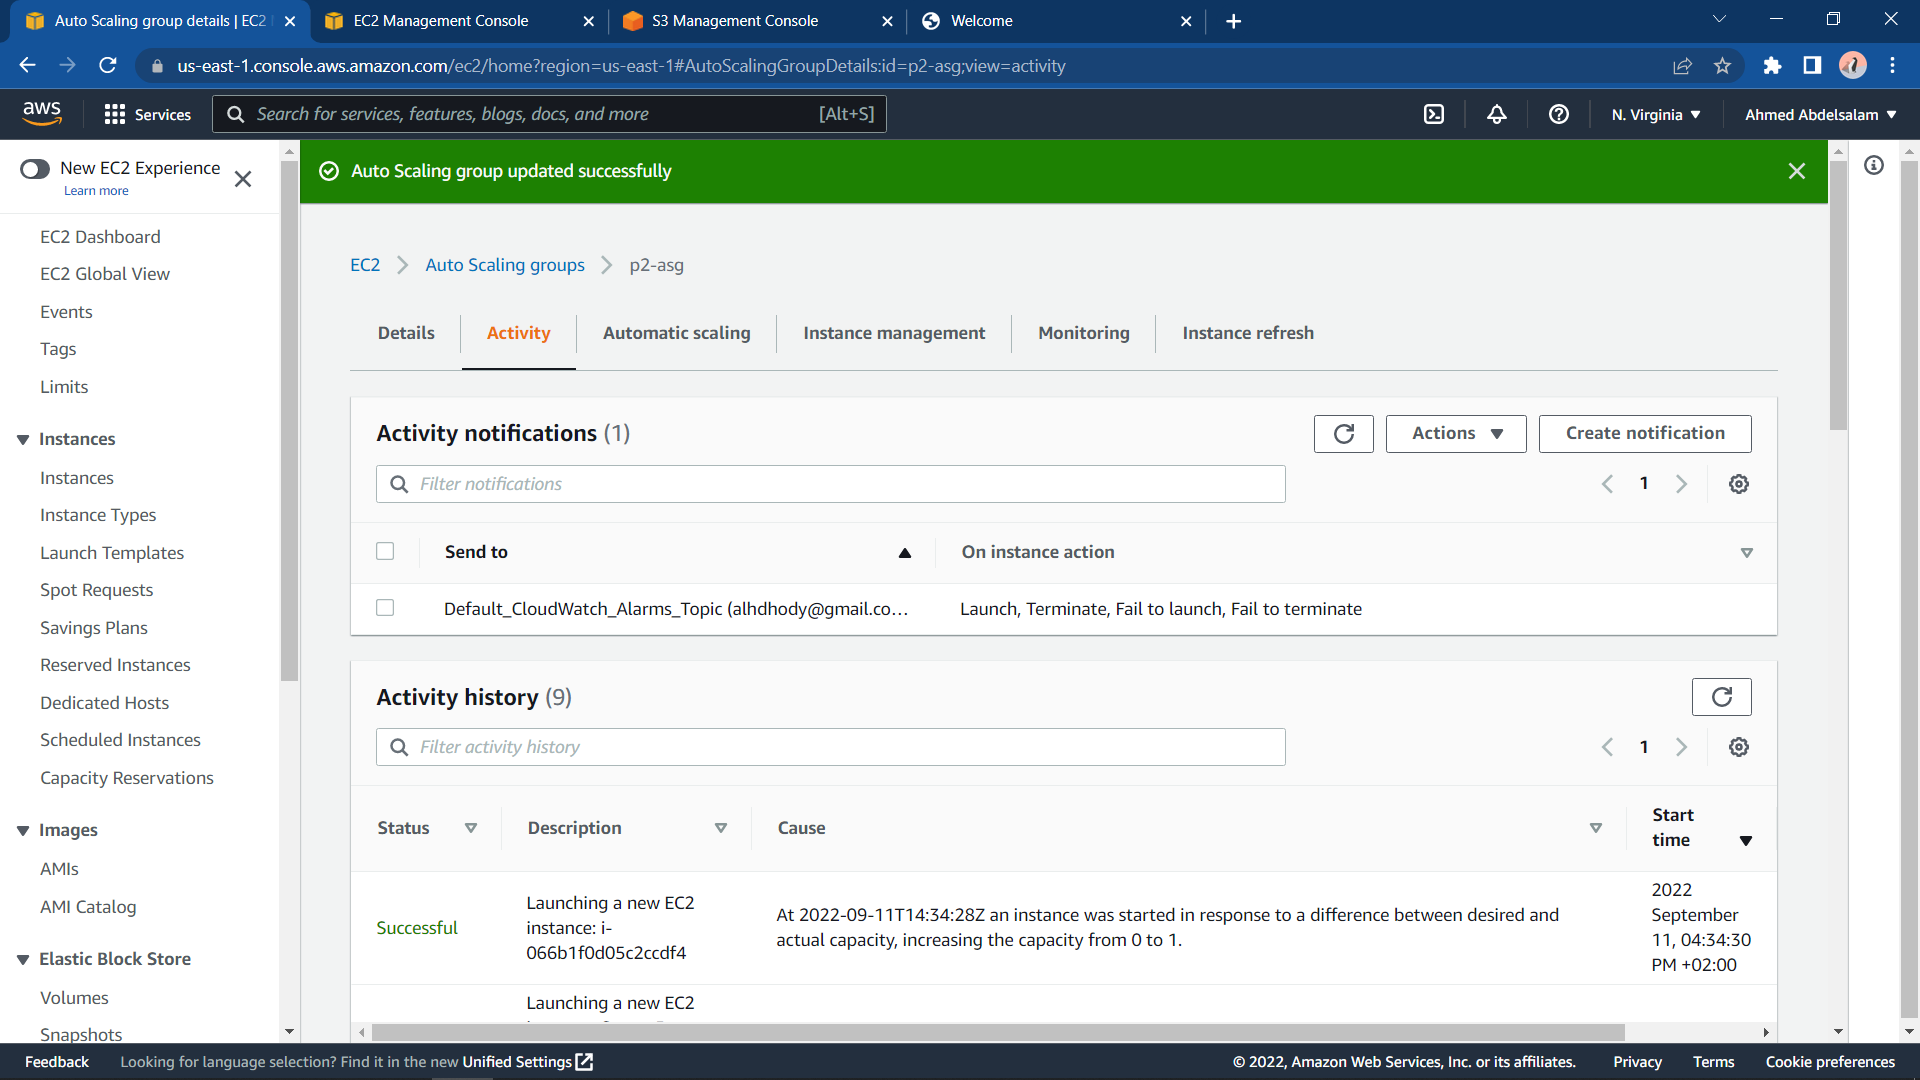 Auto Scaling group details | EC2
EC2 Management Console
S3 Management Console
Welcome
us-east-1.console.aws.amazon.com/ec2/home?region=us-east-1#AutoScalingGroupDetails:id=p2-asg;view=activity
aws
Services
Search for services, features, blogs, docs, and more
[Alt+S]
N. Virginia
Ahmed Abdelsalam
New EC2 Experience
Learn more
EC2 Dashboard
EC2 Global View
Events
Tags
Limits
Instances
Instances
Instance Types
Launch Templates
Spot Requests
Savings Plans
Reserved Instances
Dedicated Hosts
Scheduled Instances
Capacity Reservations
Images
AMIs
AMI Catalog
Elastic Block Store
Volumes
Snapshots
Auto Scaling group updated successfully
EC2
Auto Scaling groups
p2-asg
Details
Activity
Automatic scaling
Instance management
Monitoring
Instance refresh
Activity notifications (1)
Actions
Create notification
Filter notifications
1
Send to
On instance action
Default_CloudWatch_Alarms_Topic (alhdhody@gmail.co...
Launch, Terminate, Fail to launch, Fail to terminate
Activity history (9)
Filter activity history
1
Status
Description
Cause
Start
time
Successful
Launching a new EC2
instance: i-
066b1f0d05c2ccdf4
At 2022-09-11T14:34:28Z an instance was started in response to a difference between desired and
actual capacity, increasing the capacity from 0 to 1.
2022
September
11, 04:34:30
PM +02:00
Launching a new EC2
Feedback
Looking for language selection? Find it in the new Unified Settings
© 2022, Amazon Web Services, Inc. or its affiliates.
Privacy
Terms
Cookie preferences